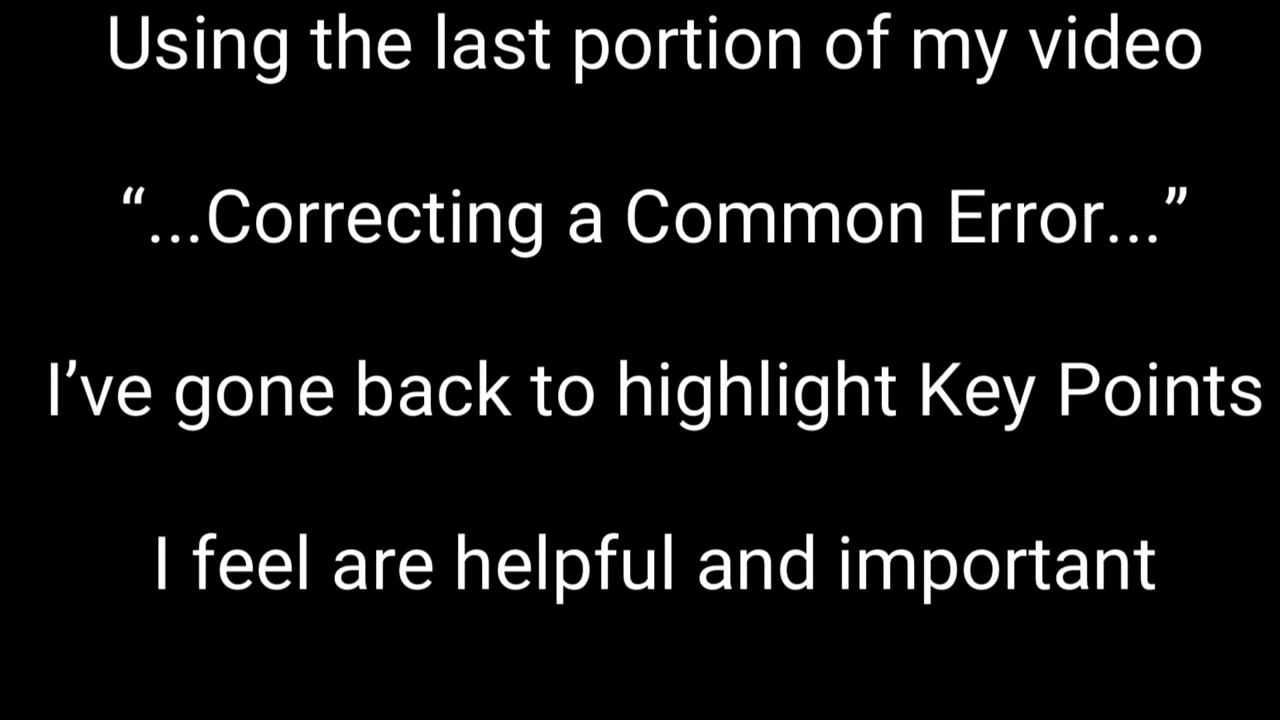 Using the last portion of my video
“...Correcting a Common Error...”
I’ve gone back to highlight Key Points
I feel are helpful and important